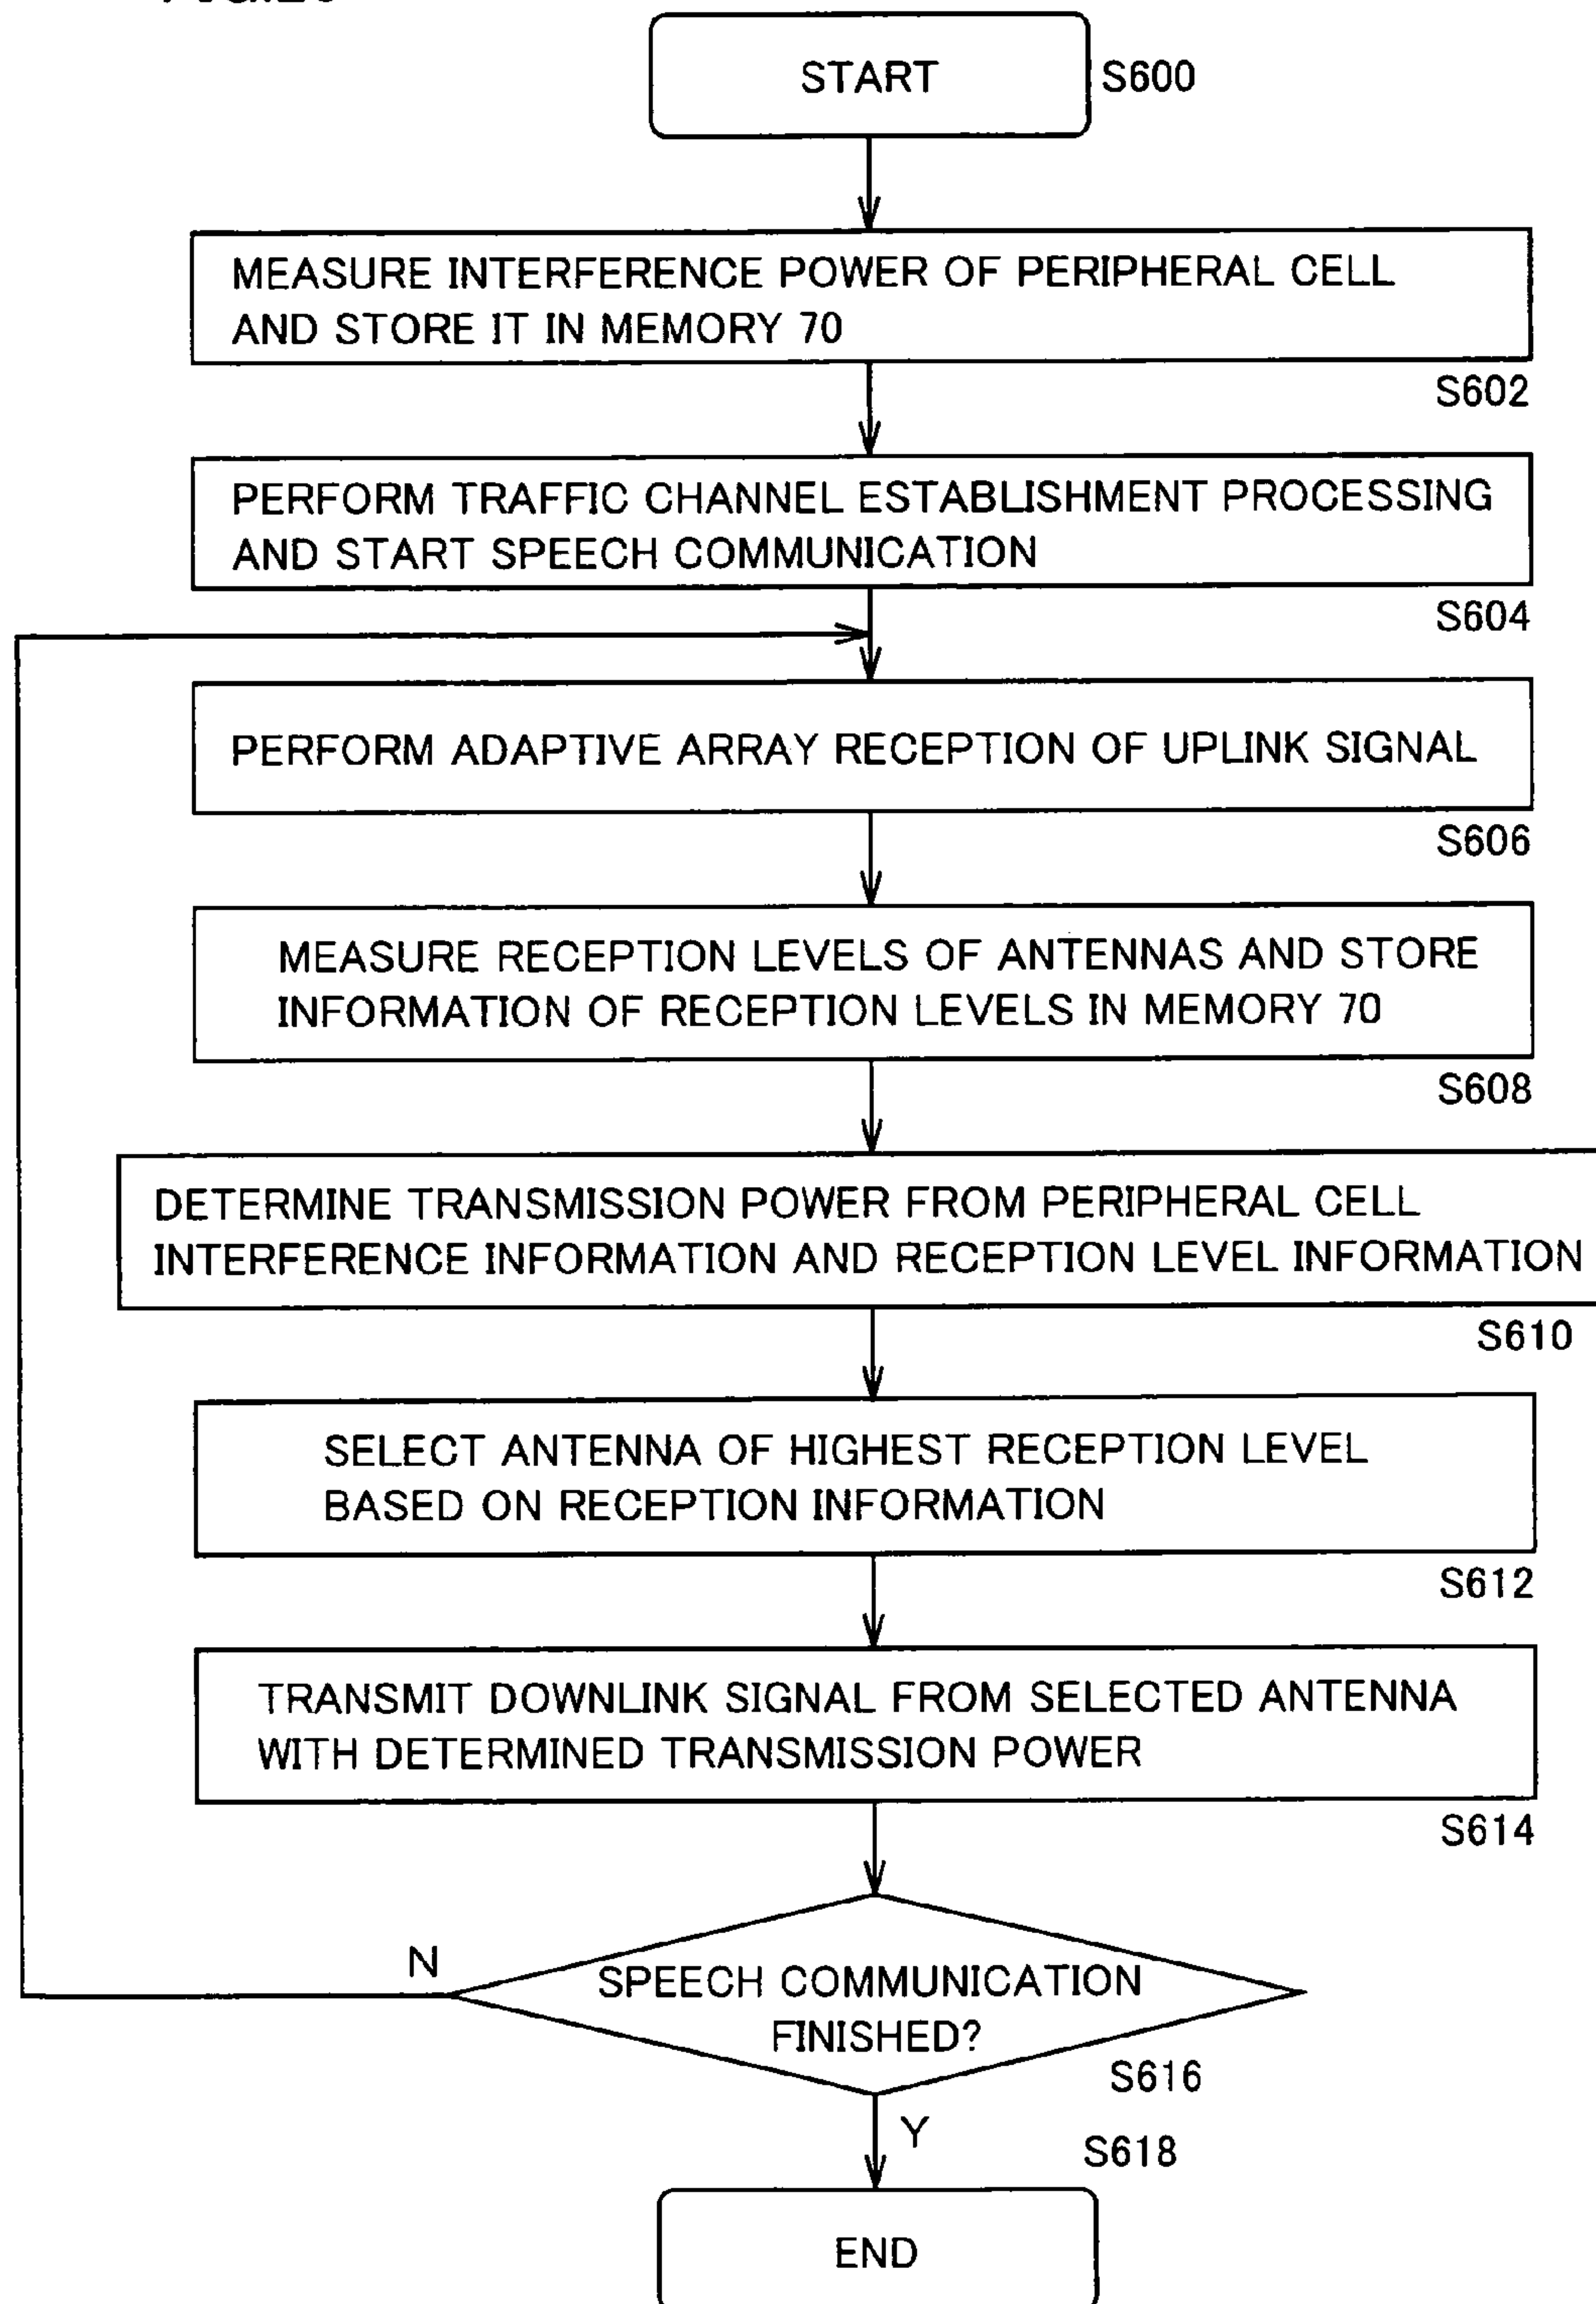 START
S600
MEASURE INTERFERENCE POWER OF PERIPHERAL CELL
AND STORE IT IN MEMORY 70
S602
PERFORM TRAFFIC CHANNEL ESTABLISHMENT PROCESSING
AND START SPEECH COMMUNICATION
S604
PERFORM ADAPTIVE ARRAY RECEPTION OF UPLINK SIGNAL
S606
MEASURE RECEPTION LEVELS OF ANTENNAS AND STORE
INFORMATION OF RECEPTION LEVELS IN MEMORY 70
S608
DETERMINE TRANSMISSION POWER FROM PERIPHERAL CELL
INTERFERENCE INFORMATION AND RECEPTION LEVEL INFORMATION
S610
SELECT ANTENNA OF HIGHEST RECEPTION LEVEL
BASED ON RECEPTION INFORMATION
S612
TRANSMIT DOWNLINK SIGNAL FROM SELECTED ANTENNA
WITH DETERMINED TRANSMISSION POWER
S614
N
SPEECH COMMUNICATION
FINISHED?
S616
Y
S618
END